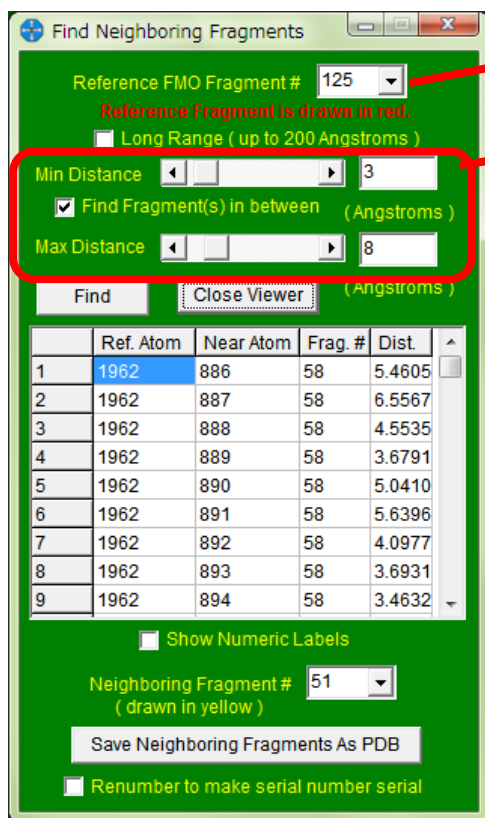 Find Neighboring Fragments
Reference FMO Fragment # 125
Reference Fragment is drawn in red.
Long Range ( up to 200 Angstroms )
Min Distance 3
Find Fragment(s) in between ( Angstroms )
Max Distance 8
Find Close Viewer ( Angstroms )
Ref. Atom Near Atom Frag. # Dist.
1 1962 886 58 5.4605
2 1962 887 58 6.5567
3 1962 888 58 4.5535
4 1962 889 58 3.6791
5 1962 890 58 5.0410
6 1962 891 58 5.6396
7 1962 892 58 4.0977
8 1962 893 58 3.6931
9 1962 894 58 3.4632
Show Numeric Labels
Neighboring Fragment # 51
( drawn in yellow )
Save Neighboring Fragments As PDB
Renumber to make serial number serial